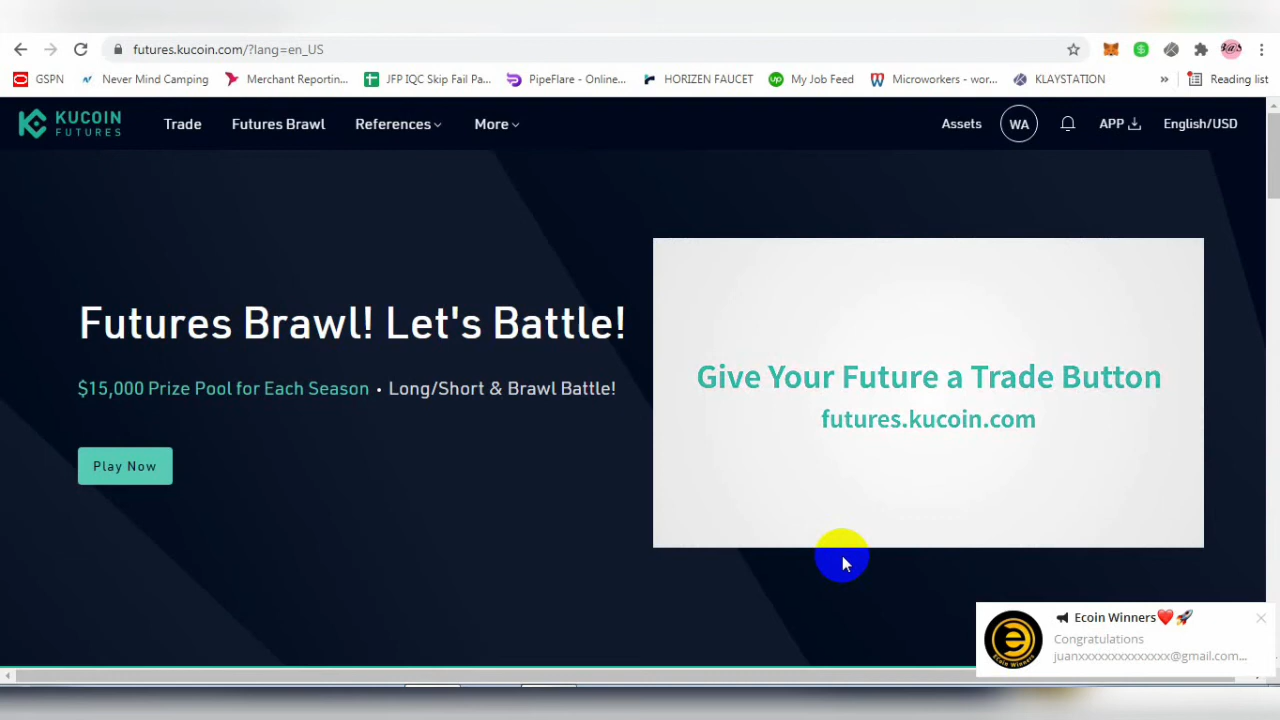 futures.kucoin.com/?lang=en_US
GSPN
Never Mind Camping
Merchant Reportin...
JFP IQC Skip Fail Pa...
PipeFlare - Online...
HORIZEN FAUCET
My Job Feed
Microworkers - wor...
KLAYSTATION
»
Reading list
KUCOIN
FUTURES
Trade
Futures Brawl
References
More
Assets
WA
APP
English/USD
Futures Brawl! Let's Battle!
$15,000 Prize Pool for Each Season • Long/Short & Brawl Battle!
Play Now
Give Your Future a Trade Button
futures.kucoin.com
Ecoin Winners❤️🚀
Congratulations
juanxxxxxxxxxxxxxx@gmail.com...
ECoin Winners